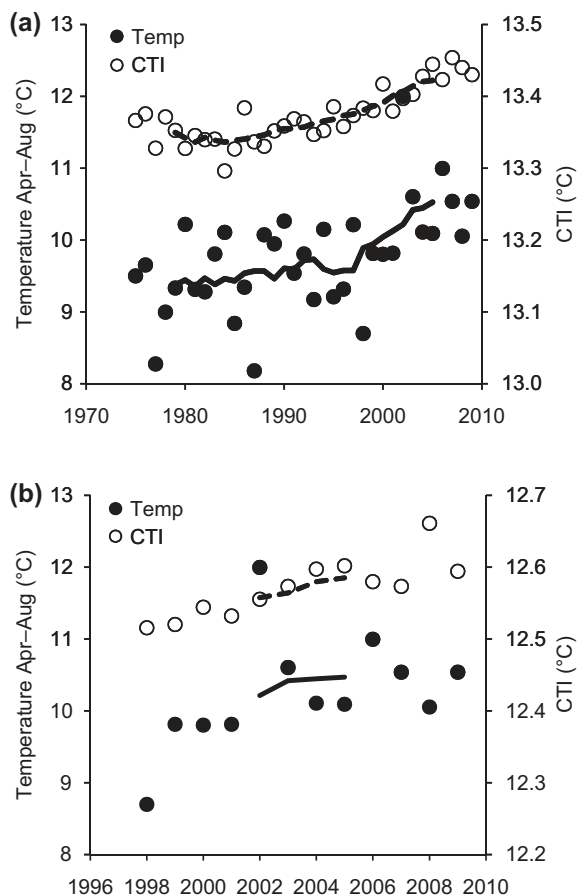 (a)
Temp
CTI
Temperature Apr–Aug (°C)
13
12
11
10
9
8
CTI (°C)
13.5
13.4
13.3
13.2
13.1
13.0
1970 1980 1990 2000 2010
(b)
Temp
CTI
Temperature Apr–Aug (°C)
13
12
11
10
9
8
CTI (°C)
12.7
12.6
12.5
12.4
12.3
12.2
1996 1998 2000 2002 2004 2006 2008 2010